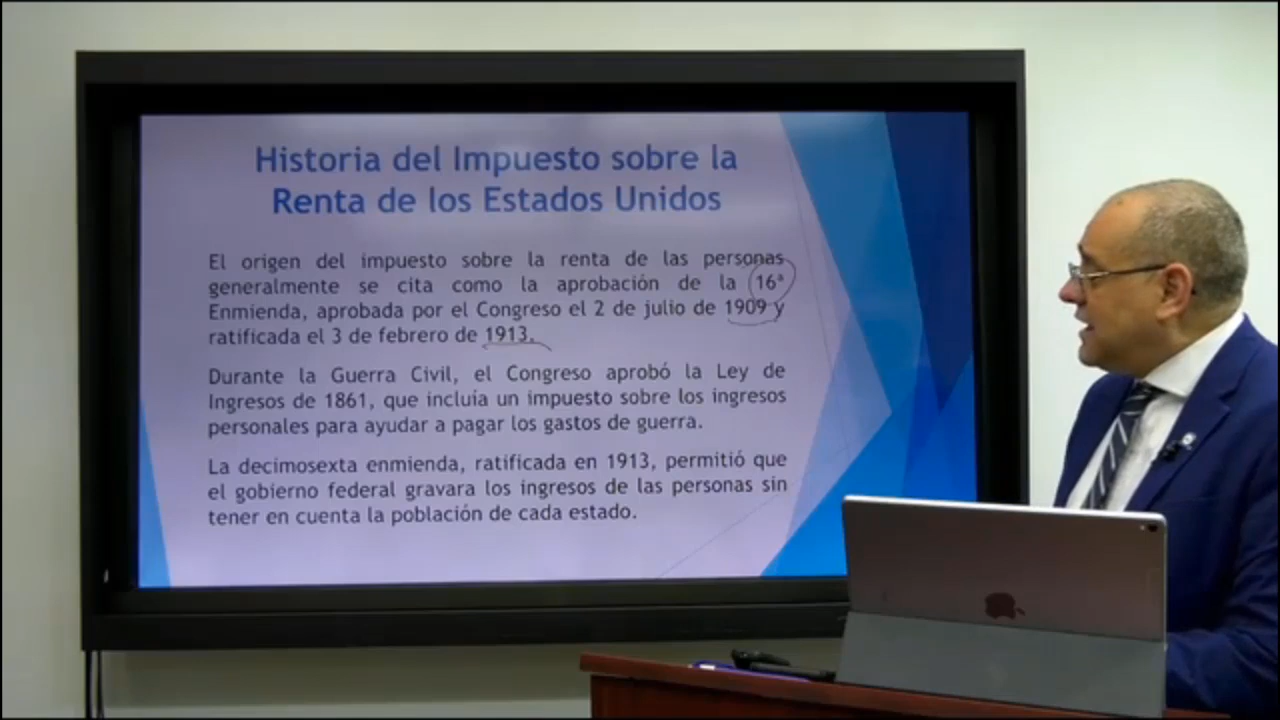 Historia del Impuesto sobre la
Renta de los Estados Unidos
El origen del impuesto sobre la renta de las personas
generalmente se cita como la aprobación de la 16ª
Enmienda, aprobada por el Congreso el 2 de julio de 1909 y
ratificada el 3 de febrero de 1913.
Durante la Guerra Civil, el Congreso aprobó la Ley de
Ingresos de 1861, que incluía un impuesto sobre los ingresos
personales para ayudar a pagar los gastos de guerra.
La decimosexta enmienda, ratificada en 1913, permitió que
el gobierno federal gravara los ingresos de las personas sin
tener en cuenta la población de cada estado.